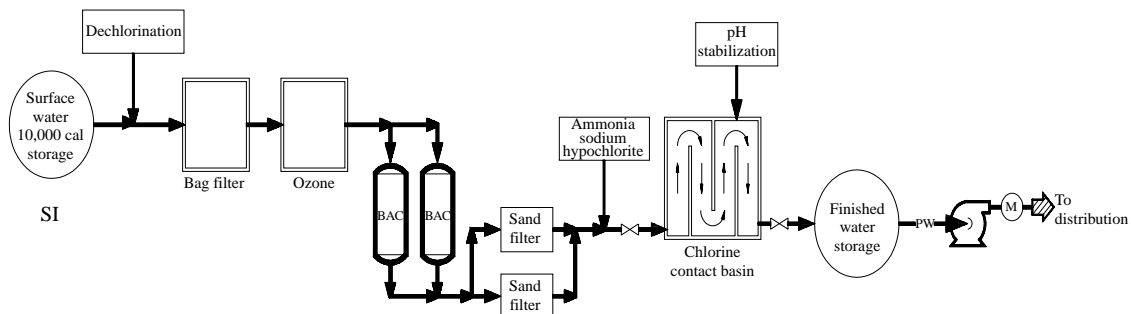 Dechlorination
Surface
water
10,000 cal
storage
SI
Bag filter
Ozone
BAC
BAC
Sand
filter
Sand
filter
Ammonia
sodium
hypochlorite
pH
stabilization
Chlorine
contact basin
Finished
water
storage
PW
M
To
distribution